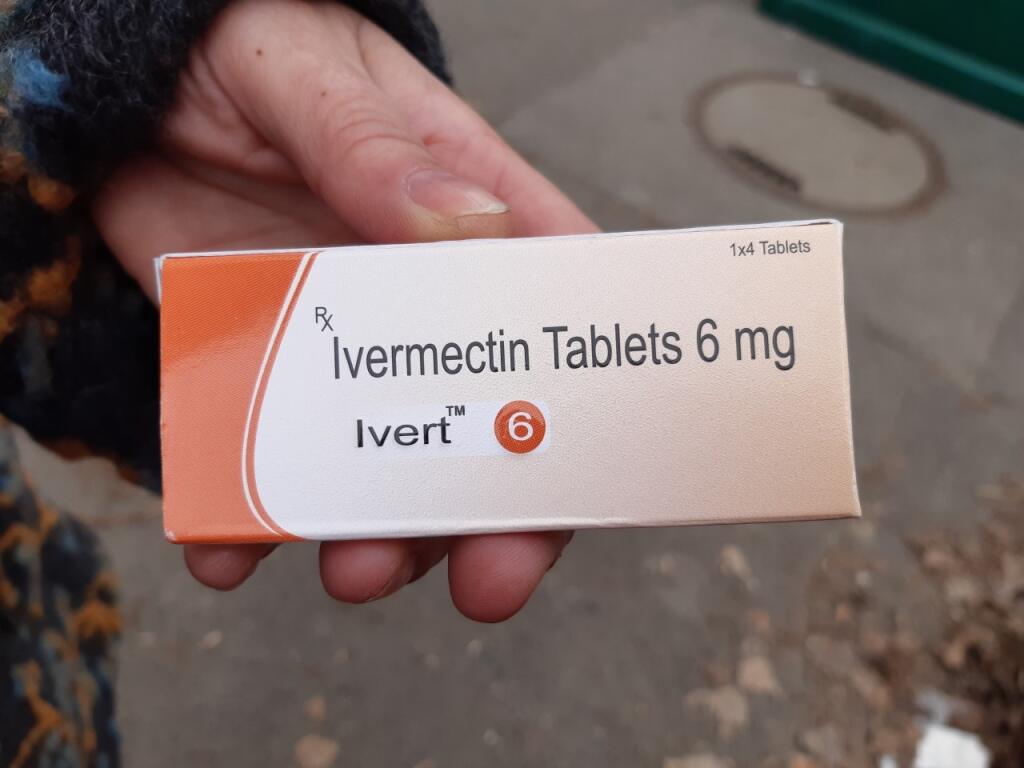 1x4 Tablets
Rx
Ivermectin Tablets 6 mg
Ivert™ 6